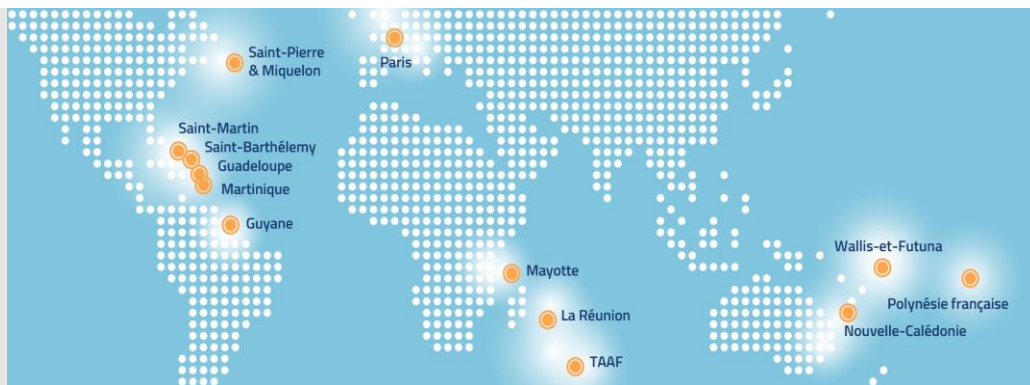 Saint-Pierre
& Miquelon
Paris
Saint-Martin
Saint-Barthélemy
Guadeloupe
Martinique
Guyane
Mayotte
La Réunion
TAAF
Wallis-et-Futuna
Polynésie française
Nouvelle-Calédonie